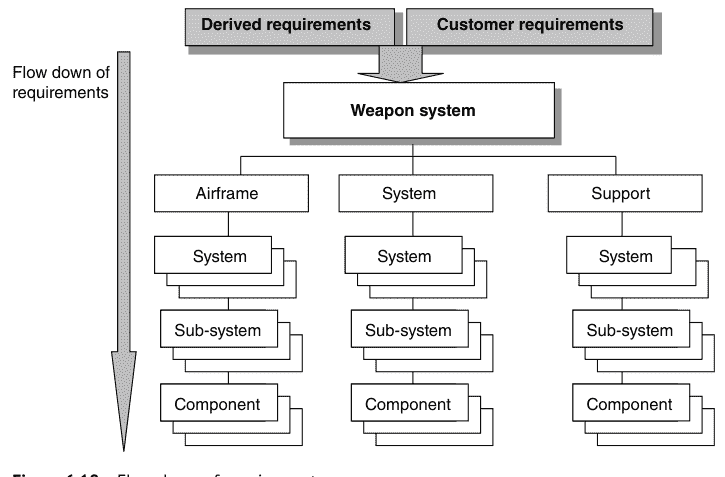 Derived requirements
Customer requirements
Flow down of
requirements
Weapon system
Airframe
System
Support
System
System
System
Sub-system
Sub-system
Sub-system
Component
Component
Component